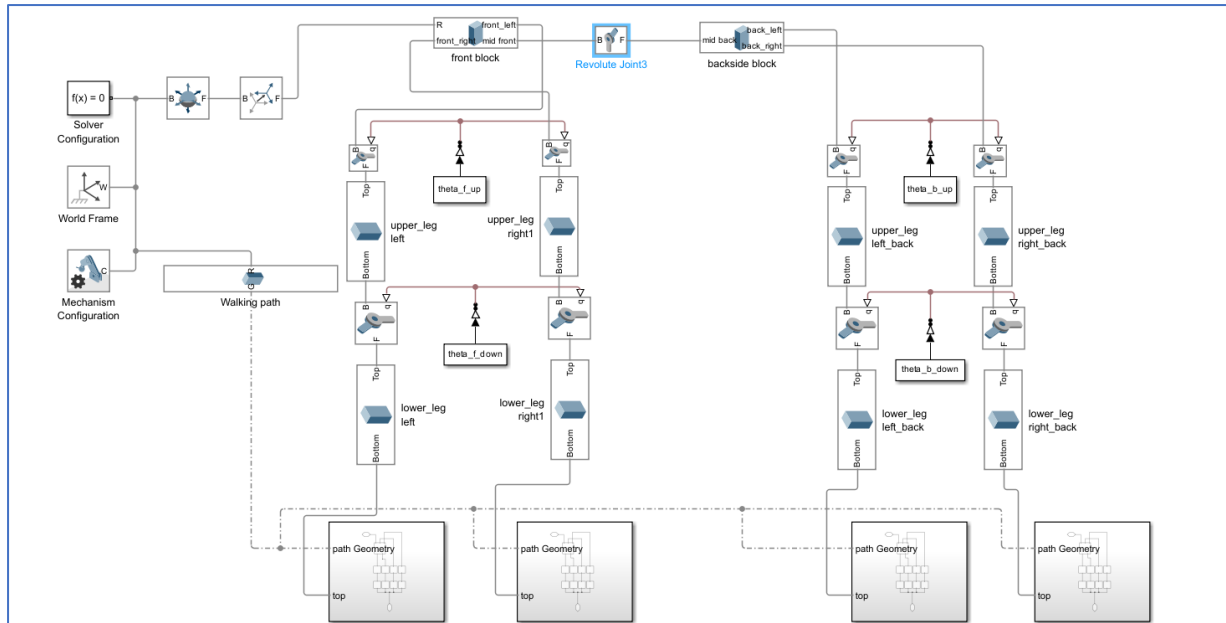 R
front_left
front_right
mid front
front block
B
F
Revolute Joint3
mid back
back_left
back_right
backside block
f(x) = 0
Solver
Configuration
B
F
B
F
W
World Frame
C
Mechanism
Configuration
R
G
Walking path
B
q
F
B
q
F
theta_f_up
Top
Bottom
upper_leg
left
Top
Bottom
upper_leg
right1
B
q
F
B
q
F
theta_f_down
Top
Bottom
lower_leg
left
Top
Bottom
lower_leg
right1
B
q
F
B
q
F
theta_b_up
Top
Bottom
upper_leg
left_back
Top
Bottom
upper_leg
right_back
B
q
F
B
q
F
theta_b_down
Top
Bottom
lower_leg
left_back
Top
Bottom
lower_leg
right_back
path Geometry
top
path Geometry
top
path Geometry
top
path Geometry
top